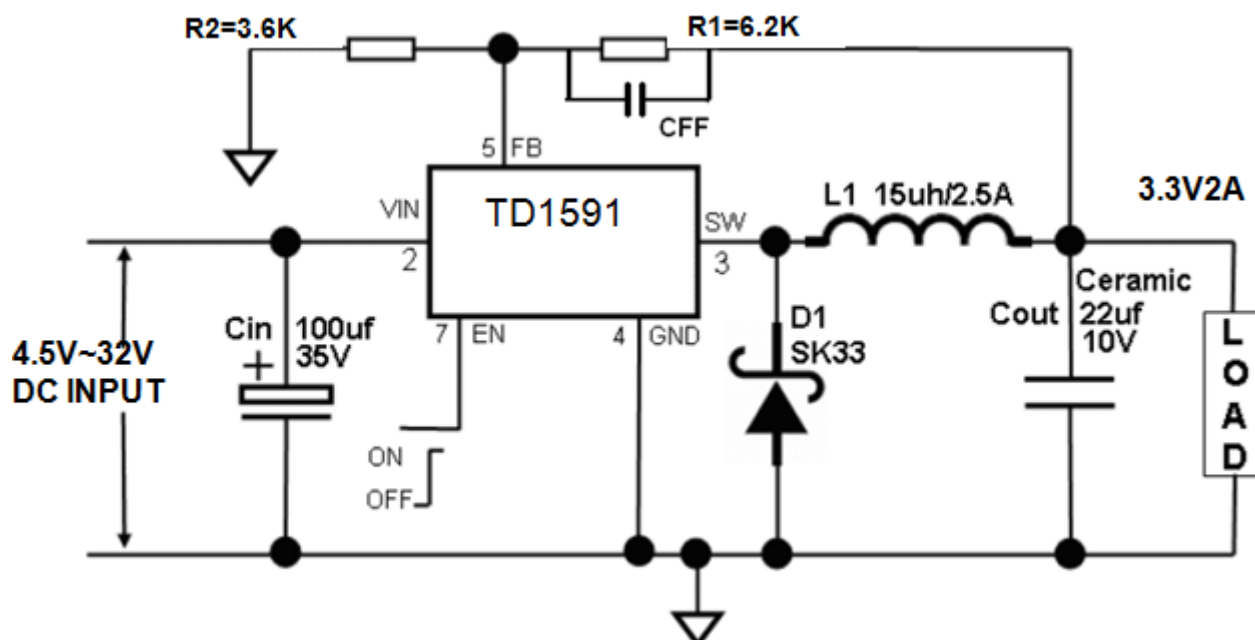 R2=3.6K
R1=6.2K
CFF
5 FB
TD1591
VIN
2
SW
3
L1 15uh/2.5A
3.3V2A
7 EN
4 GND
Cin 100uf
35V
+
4.5V~32V
DC INPUT
ON
OFF
D1
SK33
Ceramic
Cout 22uf
10V
LOAD